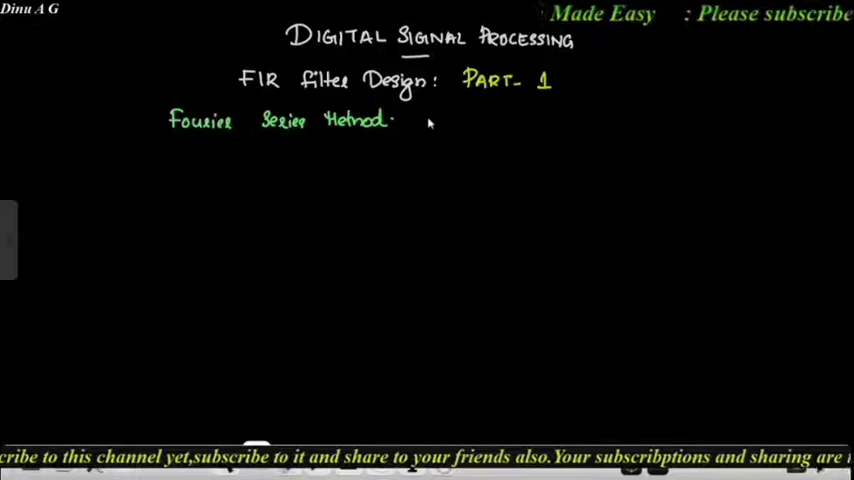 Dinu A G
Made Easy : Please subscribe
DIGITAL SIGNAL PROCESSING
FIR Filter Design: PART- 1
Fourier Series Method.
cribe to this channel yet,subscribe to it and share to your friends also.Your subscribptions and sharing are